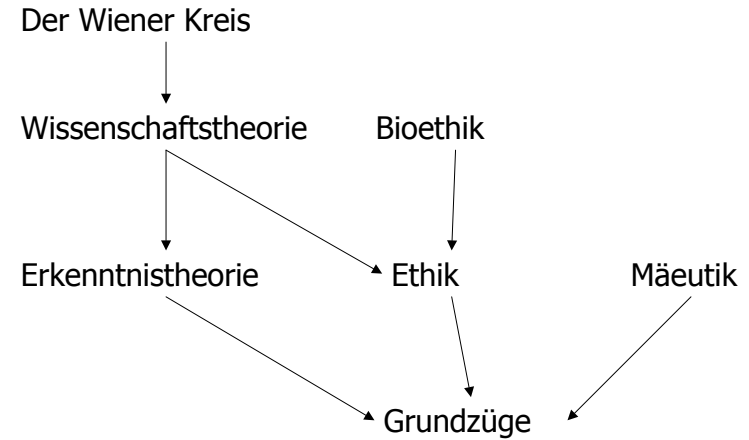 Der Wiener Kreis
Wissenschaftstheorie Bioethik
Erkenntnistheorie Ethik Mäeutik
Grundzüge